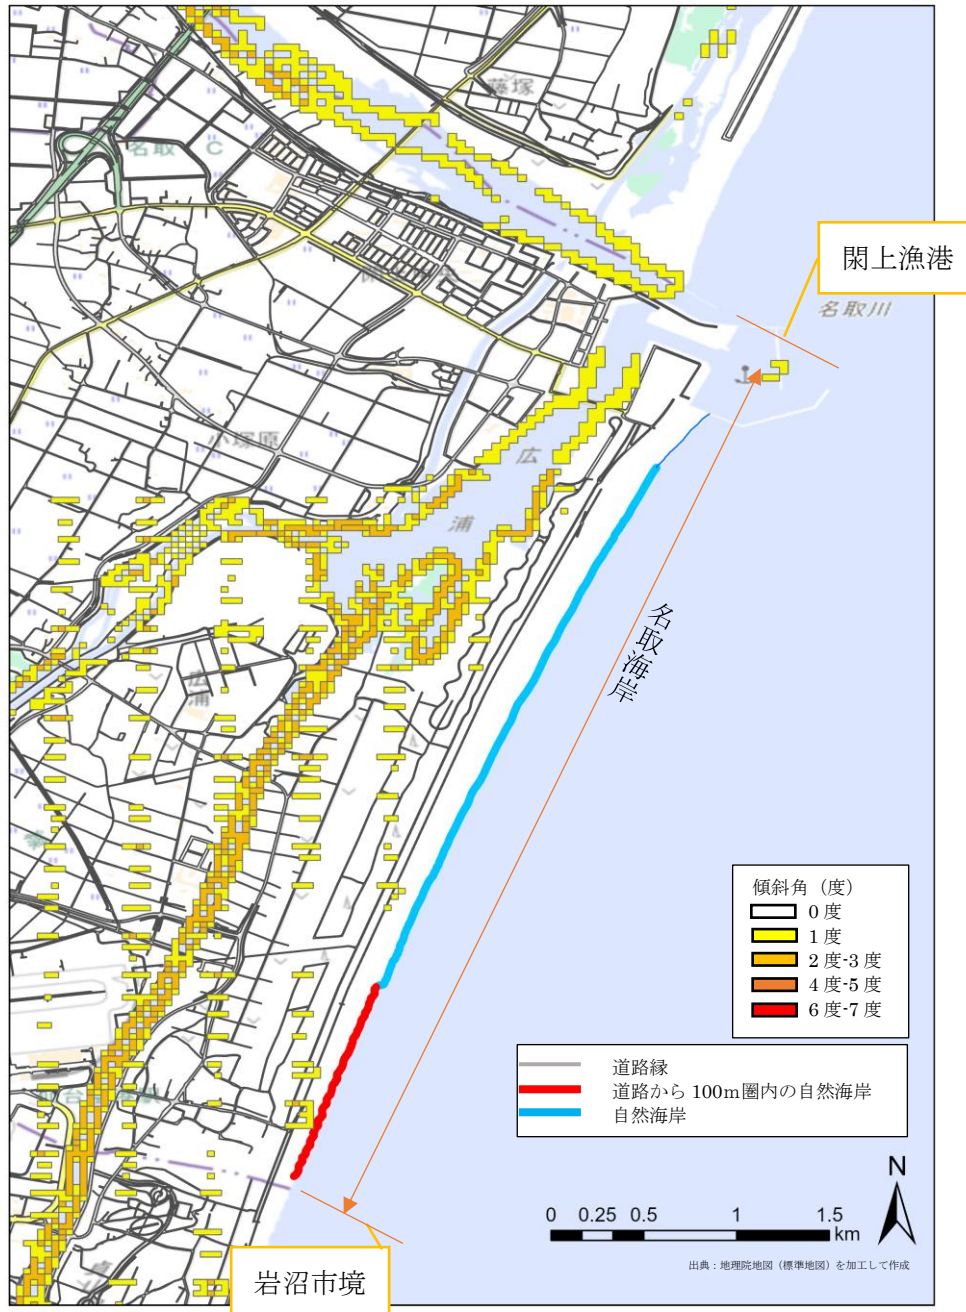 藤塚
名取
C
閖上漁港
名取川
小塚原
広
浦
名取海岸
広
浦
傾斜角（度）
0 度
1 度
2 度-3 度
4 度-5 度
6 度-7 度
道路縁
道路から 100m圏内の自然海岸
自然海岸
N
0 0.25 0.5 1 1.5
km
出典：地理院地図（標準地図）を加工して作成
岩沼市境